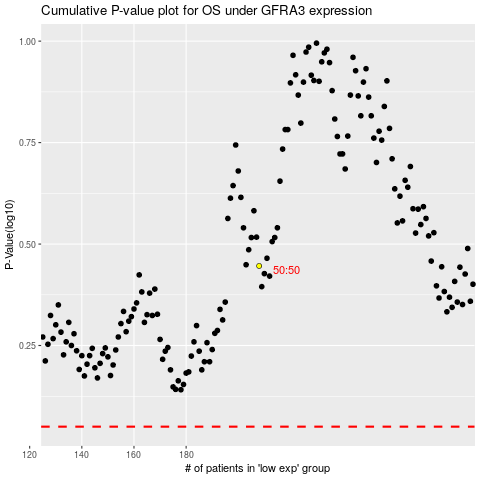 Cumulative P-value plot for OS under GFRA3 expression
1.00
0.75
0.50
0.25
P-Value(log10)
50:50
120 140 160 180
# of patients in 'low exp' group